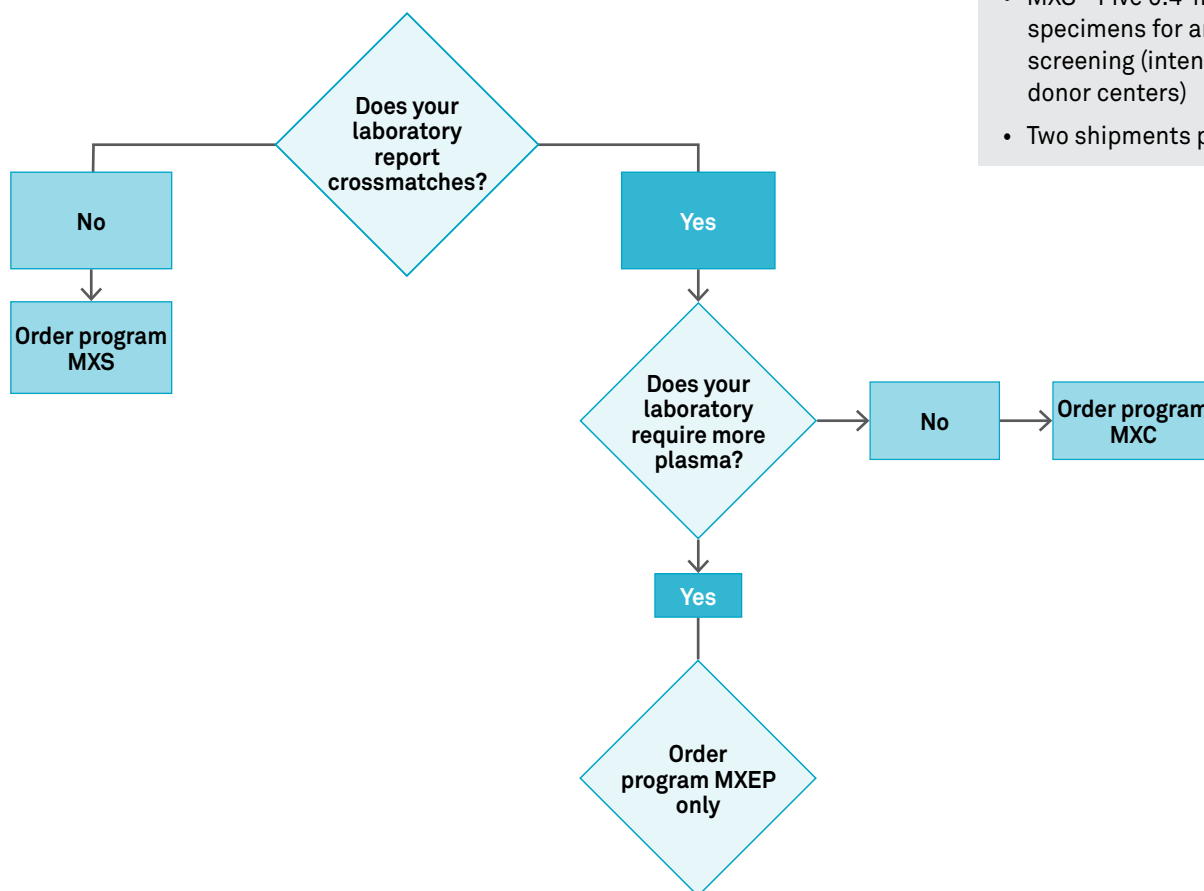 specimens for
screening
donor centers)
• Two shipments
Does your
laboratory
report
crossmatches?
No
Yes
Order program
MXS
Does your
laboratory
require more
plasma?
No
Order program
MXC
Yes
Order
program MXEP
only